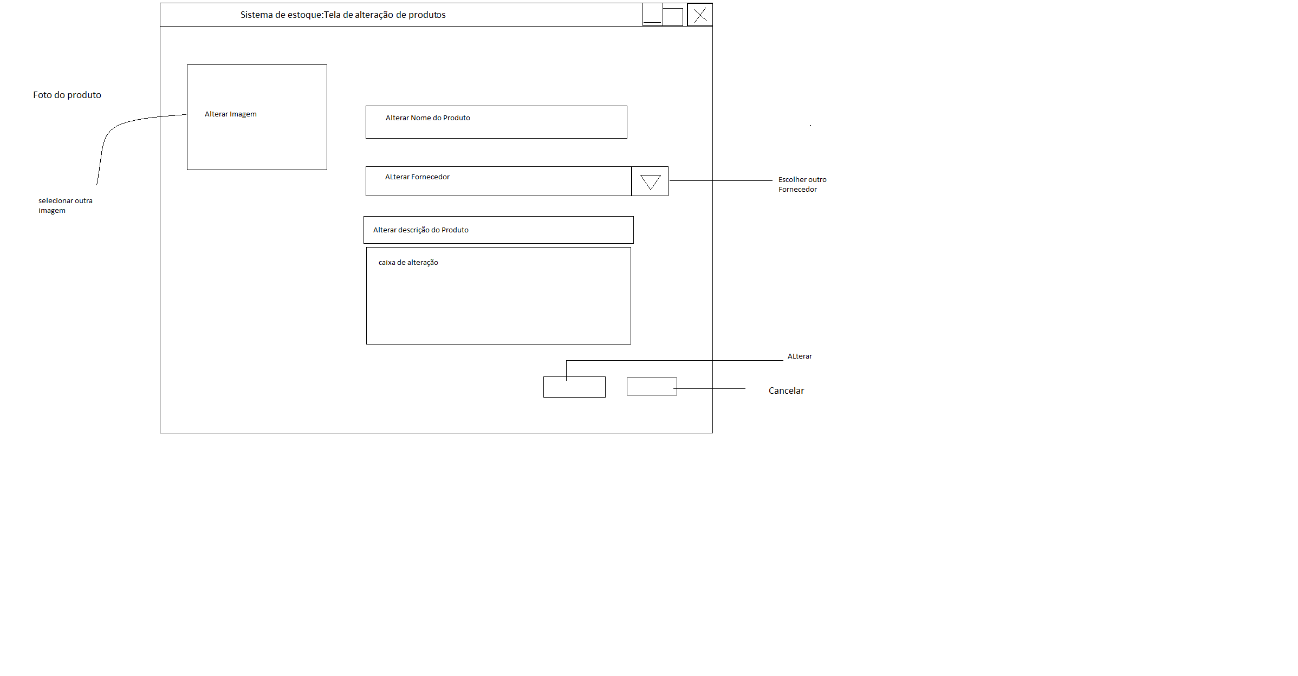 Sistema de estoque:Tela de alteração de produtos
Foto do produto
Alterar Imagem
Alterar Nome do Produto
selecionar outra
imagem
ALterar Fornecedor
Escolher outro
Fornecedor
Alterar descrição do Produto
caixa de alteração
ALterar
Cancelar